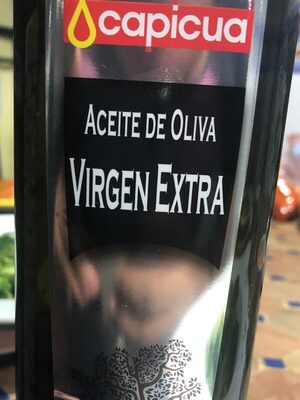 capicua
ACEITE DE OLIVA
VIRGEN EXTRA